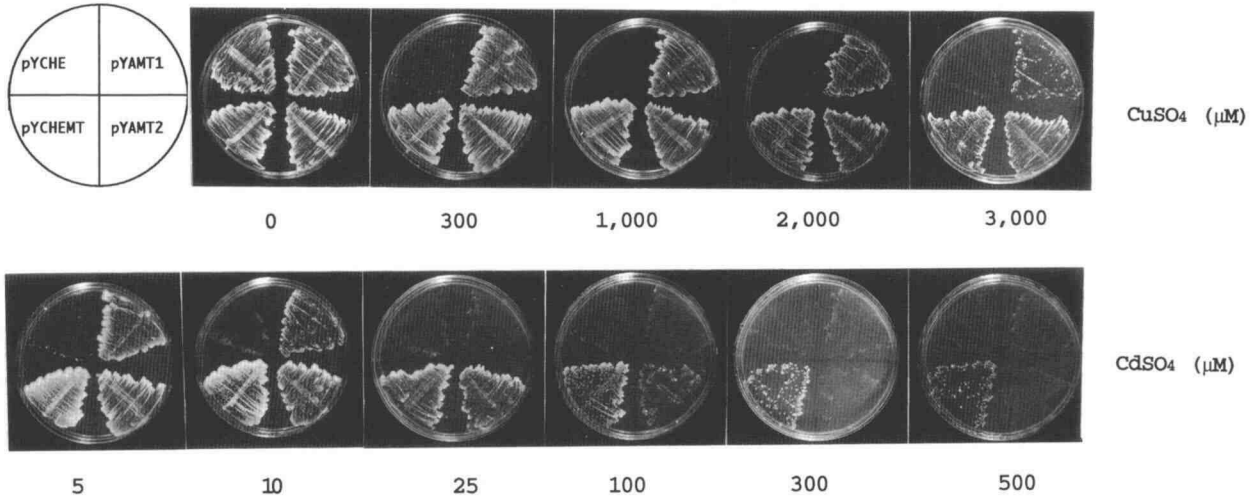 pYCHE pYAMT1
pYCHEMT pYAMT2
CuSO4 (μM)
0 300 1,000 2,000 3,000
CdSO4 (μM)
5 10 25 100 300 500